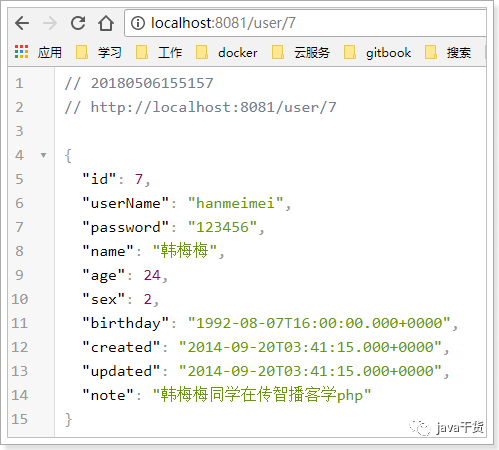 localhost:8081/user/7
应用 学习 工作 docker 云服务 gitbook 搜索
1 // 20180506155157
2 // http://localhost:8081/user/7
3
4 {
5 "id": 7,
6 "userName": "hanmeimei",
7 "password": "123456",
8 "name": "韩梅梅",
9 "age": 24,
10 "sex": 2,
11 "birthday": "1992-08-07T16:00:00.000+0000",
12 "created": "2014-09-20T03:41:15.000+0000",
13 "updated": "2014-09-20T03:41:15.000+0000",
14 "note": "韩梅梅同学在传智播客学php"
15 }
java干货